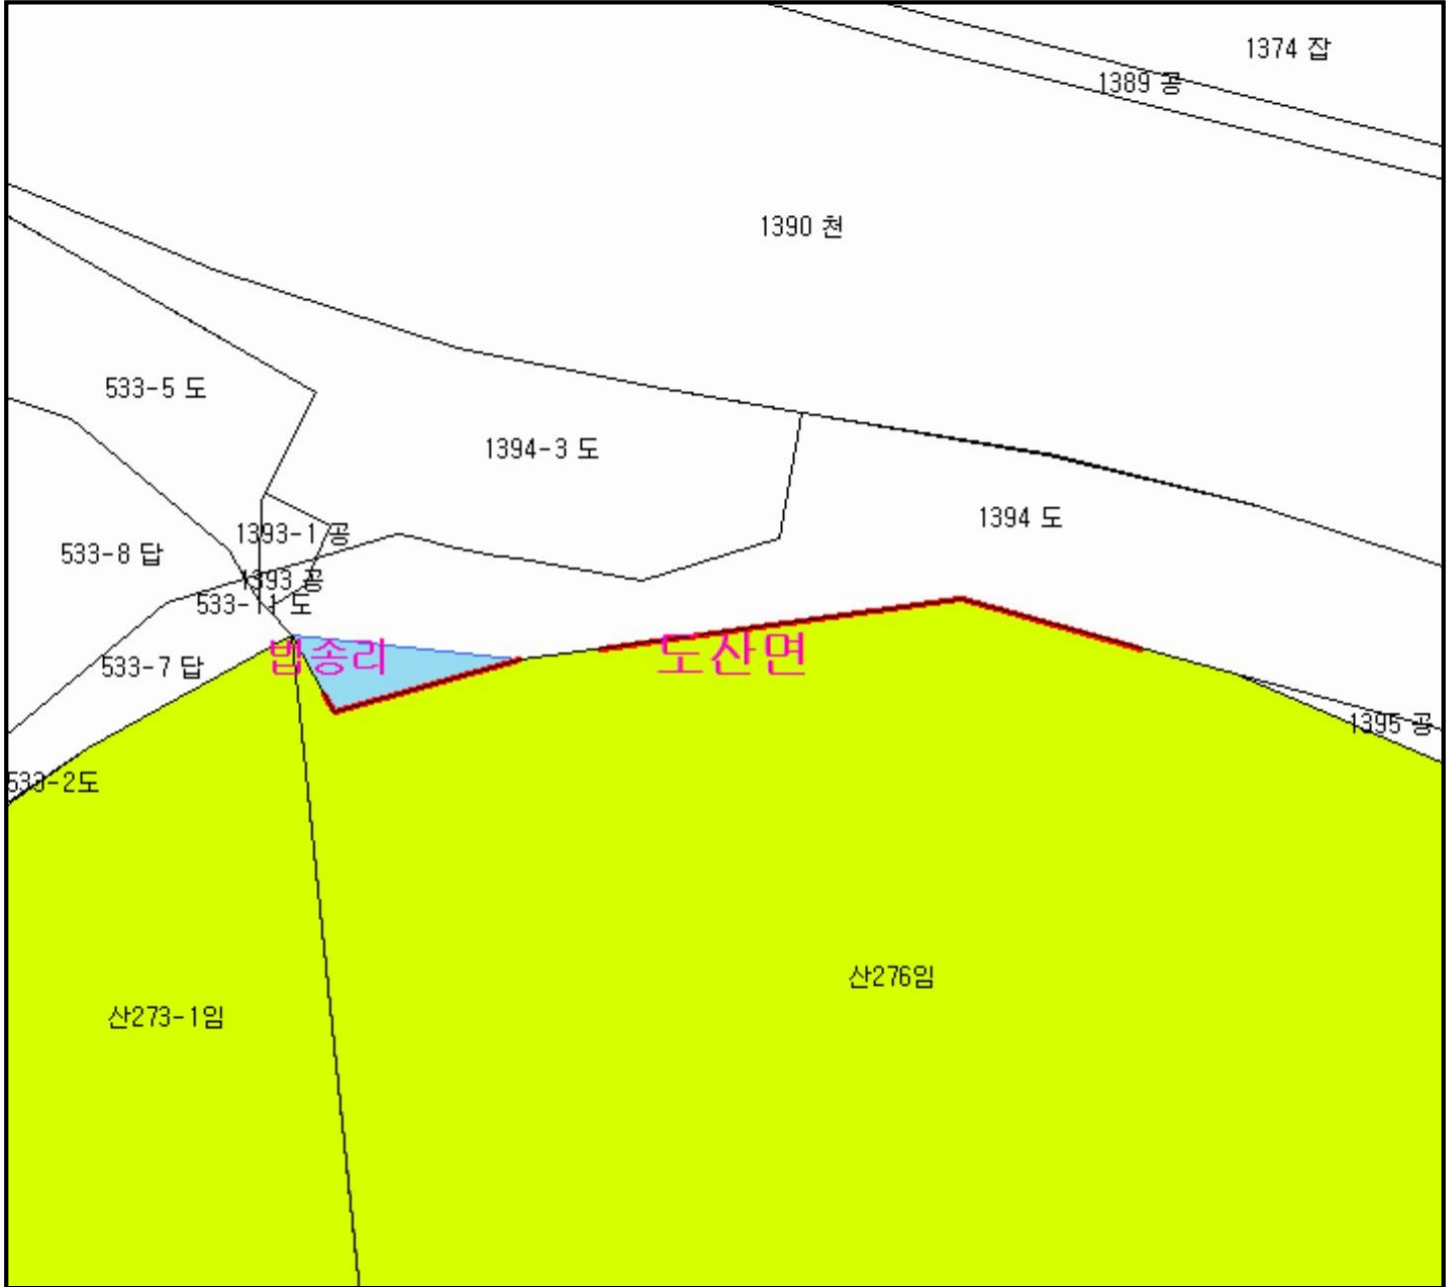 1374 잡
1389 공
1390 천
533-5 도
1394-3 도
1394 도
1393-1 공
533-8 답
1393 공
533-11 도
법송리
도산면
533-7 답
1395 공
533-2도
산276임
산273-1임